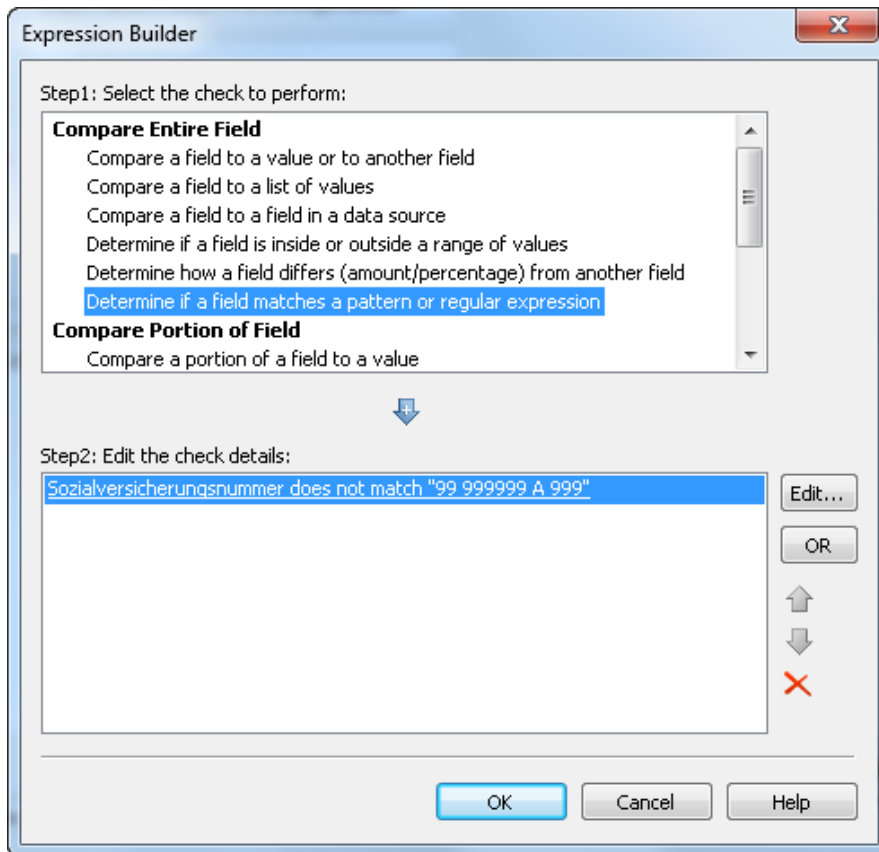 Expression Builder
Step1: Select the check to perform:
Compare Entire Field
Compare a field to a value or to another field
Compare a field to a list of values
Compare a field to a field in a data source
Determine if a field is inside or outside a range of values
Determine how a field differs (amount/percentage) from another field
Determine if a field matches a pattern or regular expression
Compare Portion of Field
Compare a portion of a field to a value
Step2: Edit the check details:
Sozialversicherungsnummer does not match "99 999999 A 999"
Edit...
OR
OK
Cancel
Help